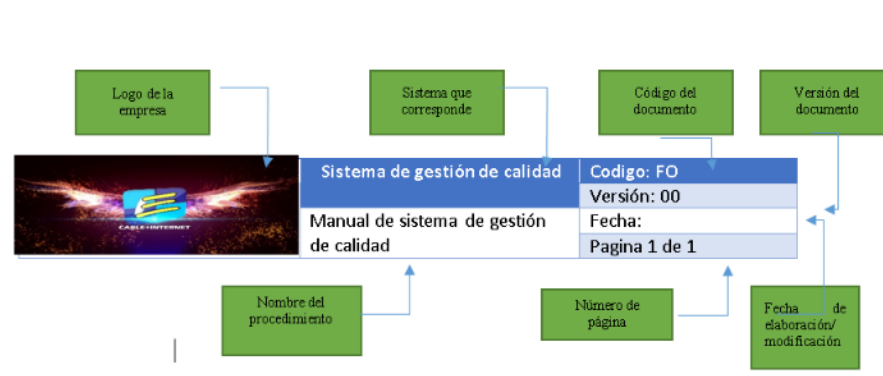 Logo de la
empresa
Sistema que
corresponde
Código del
documento
Versión del
documento
CABLE+INTERNET
Sistema de gestión de calidad
Codigo: FO
Versión: 00
Manual de sistema de gestión
de calidad
Fecha:
Pagina 1 de 1
Nombre del
procedimiento
Número de
página
Fecha de
elaboración/
modificación